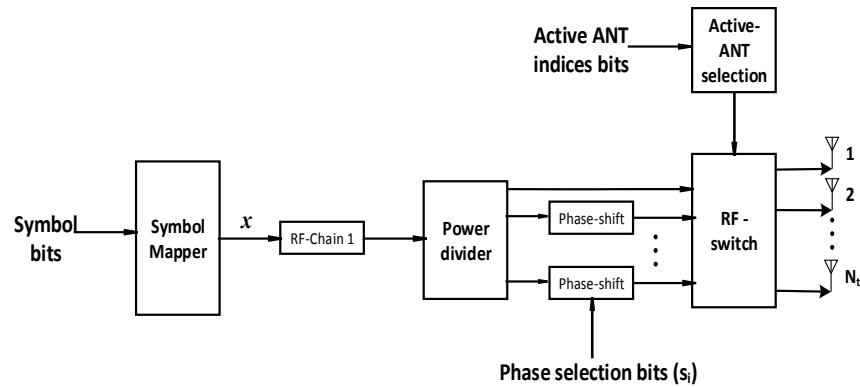 Active ANT
indices bits
Active-
ANT
selection
Symbol
bits
Symbol
Mapper
x
RF-Chain 1
Power
divider
Phase-shift
Phase-shift
RF -
switch
1
2
Nt
Phase selection bits (si)